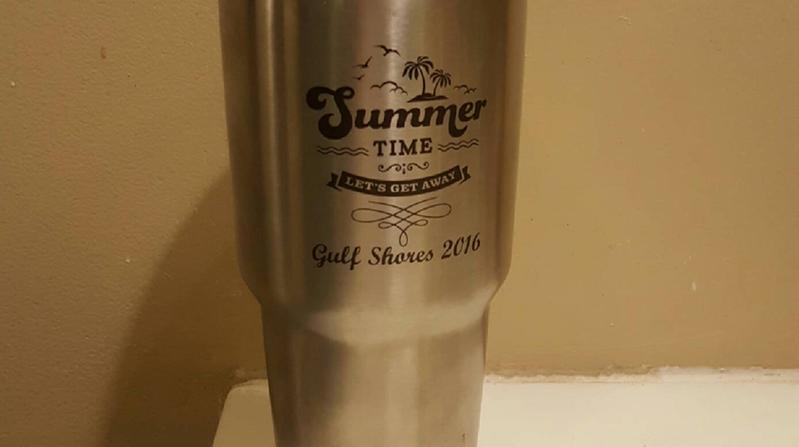 Summer
TIME
LET'S GET AWAY
Gulf Shores 2016